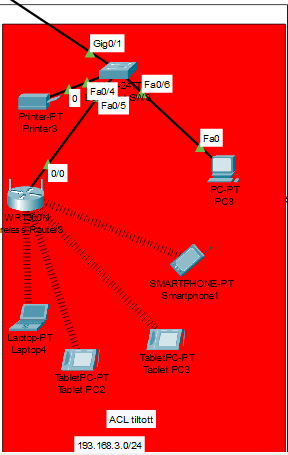 Gig0/1
Fa0/6
Fa0/4
0
Fa0/5
Printer-PT
Printer3
Fa0
0/0
PC-PT
PC8
WRT300N
SMARTPHONE-PT
Smartphone1
Laptop-PT
Laptop4
TabletPC-PT
Tablet PC3
TabletPC-PT
Tablet PC2
ACL tiltott
193.168.3.0/24